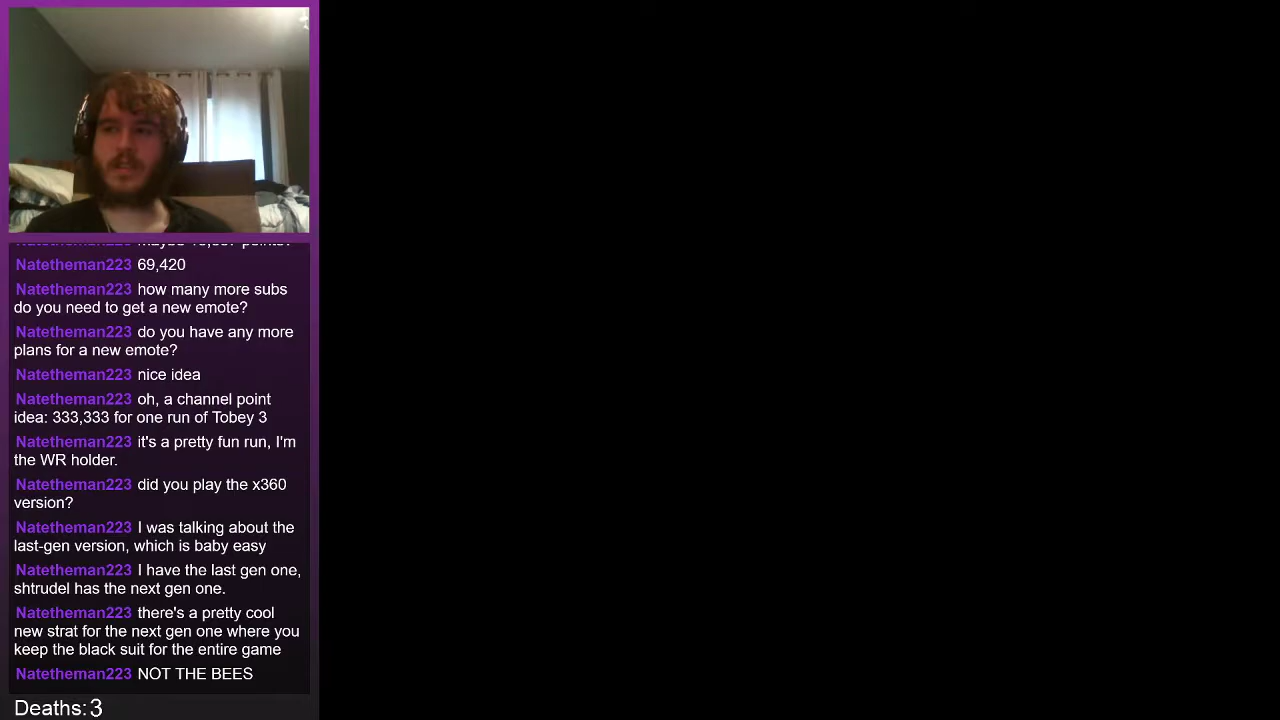 Natetheman223 69,420
Natetheman223 how many more subs
do you need to get a new emote?
Natetheman223 do you have any more
plans for a new emote?
Natetheman223 nice idea
Natetheman223 oh, a channel point
idea: 333,333 for one run of Tobey 3
Natetheman223 it's a pretty fun run, I'm
the WR holder.
Natetheman223 did you play the x360
version?
Natetheman223 I was talking about the
last-gen version, which is baby easy
Natetheman223 I have the last gen one,
shtrudel has the next gen one.
Natetheman223 there's a pretty cool
new strat for the next gen one where you
keep the black suit for the entire game
Natetheman223 NOT THE BEES
Deaths:3